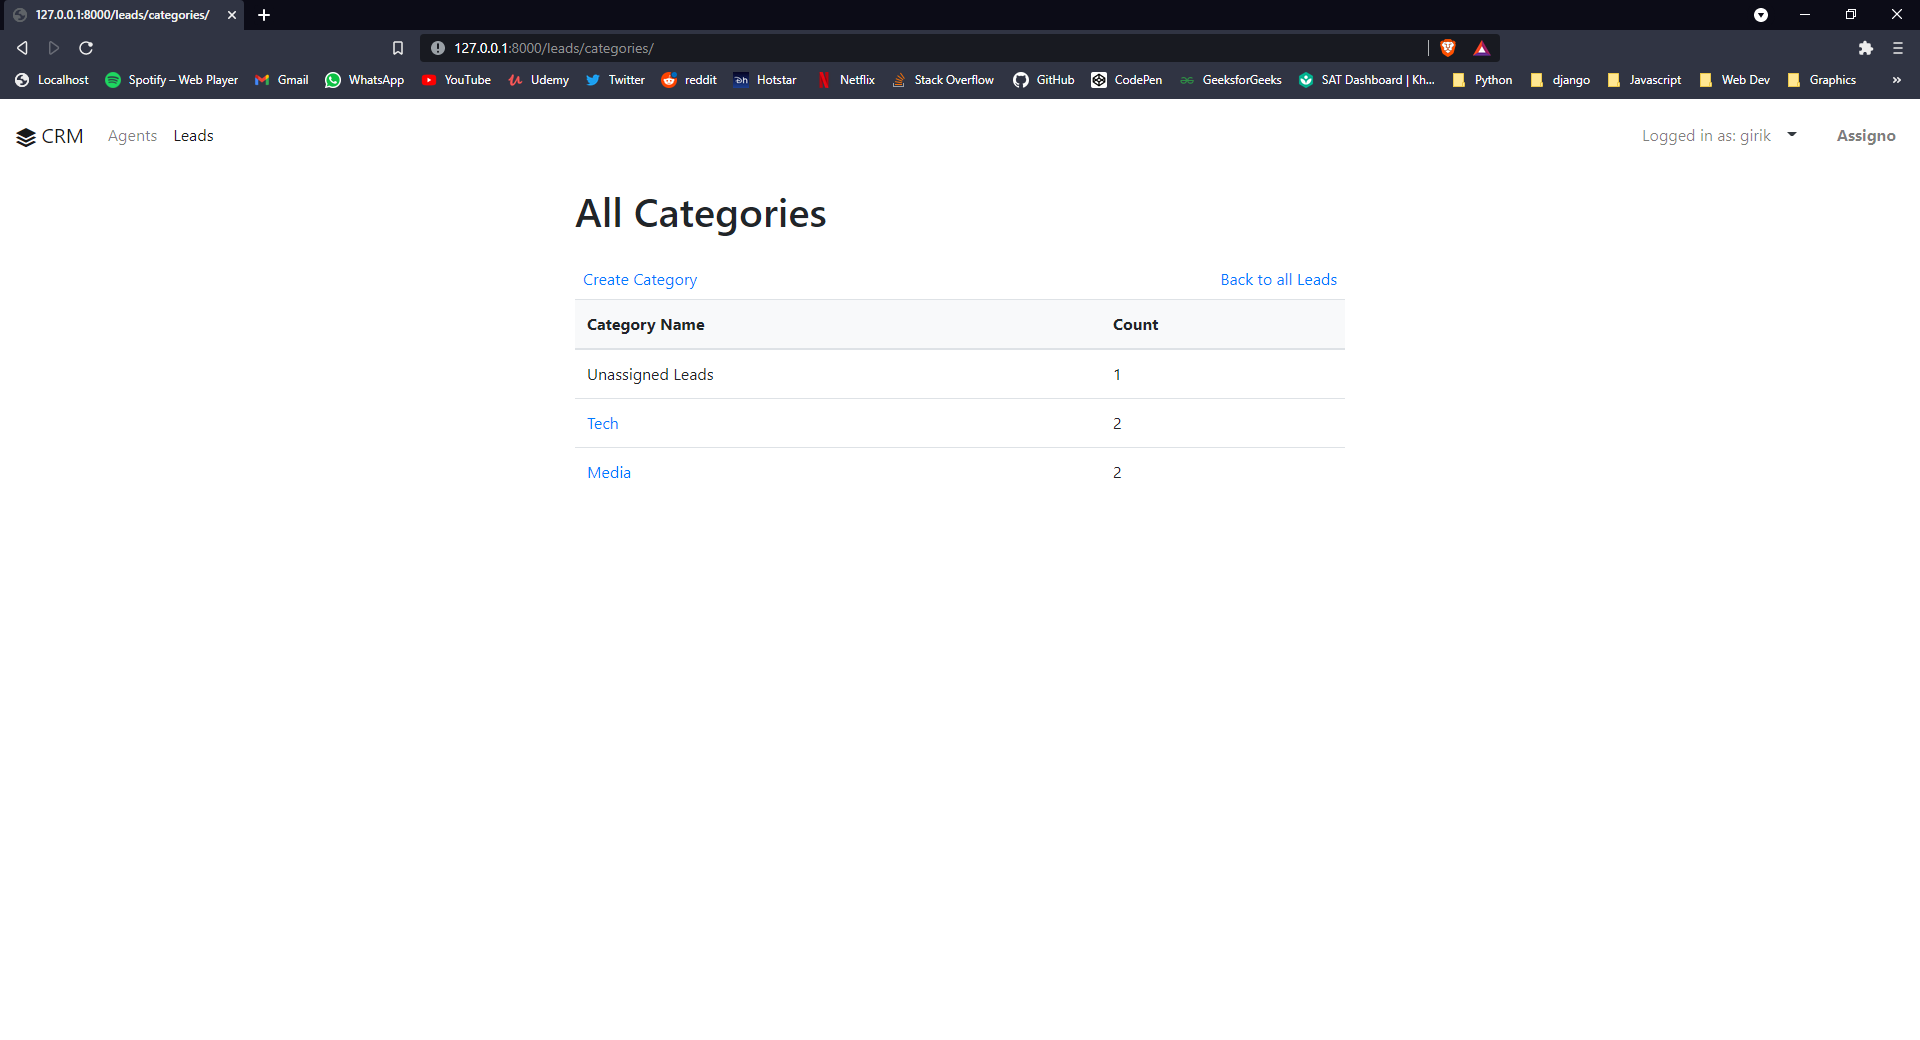 127.0.0.1:8000/leads/categories/
127.0.0.1:8000/leads/categories/
Localhost Spotify – Web Player Gmail WhatsApp YouTube Udemy Twitter reddit Hotstar Netflix Stack Overflow GitHub CodePen GeeksforGeeks SAT Dashboard | Kh... Python django Javascript Web Dev Graphics »
CRM Agents Leads Logged in as: girik Assigno
All Categories
Create Category Back to all Leads
Category Name Count
Unassigned Leads 1
Tech 2
Media 2